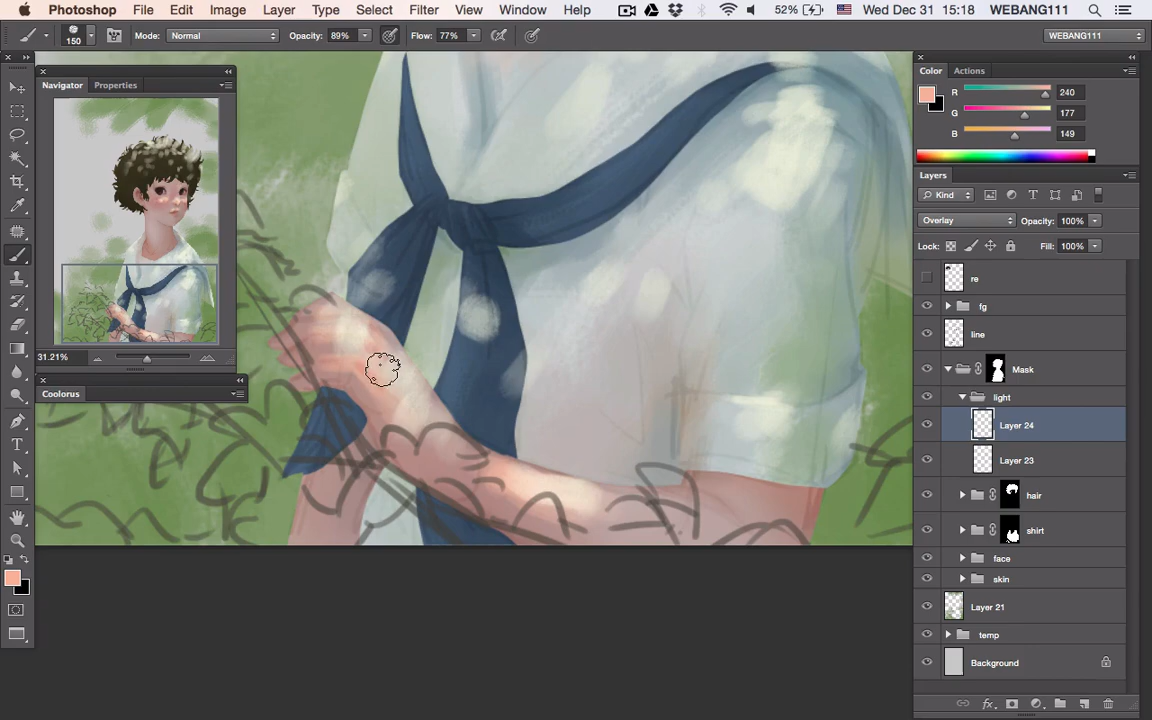 Photoshop File Edit Image Layer Type Select Filter View Window Help 52% Wed Dec 31 15:18 WEBANG111
150 Mode: Normal Opacity: 89% Flow: 77% WEBANG111
Navigator Properties
31.21%
Coolorus
Color Actions
R 240
G 177
B 149
Layers
Kind
Overlay Opacity: 100%
Lock: Fill: 100%
re
fg
line
Mask
light
Layer 24
Layer 23
hair
shirt
face
skin
Layer 21
temp
Background
fx
T